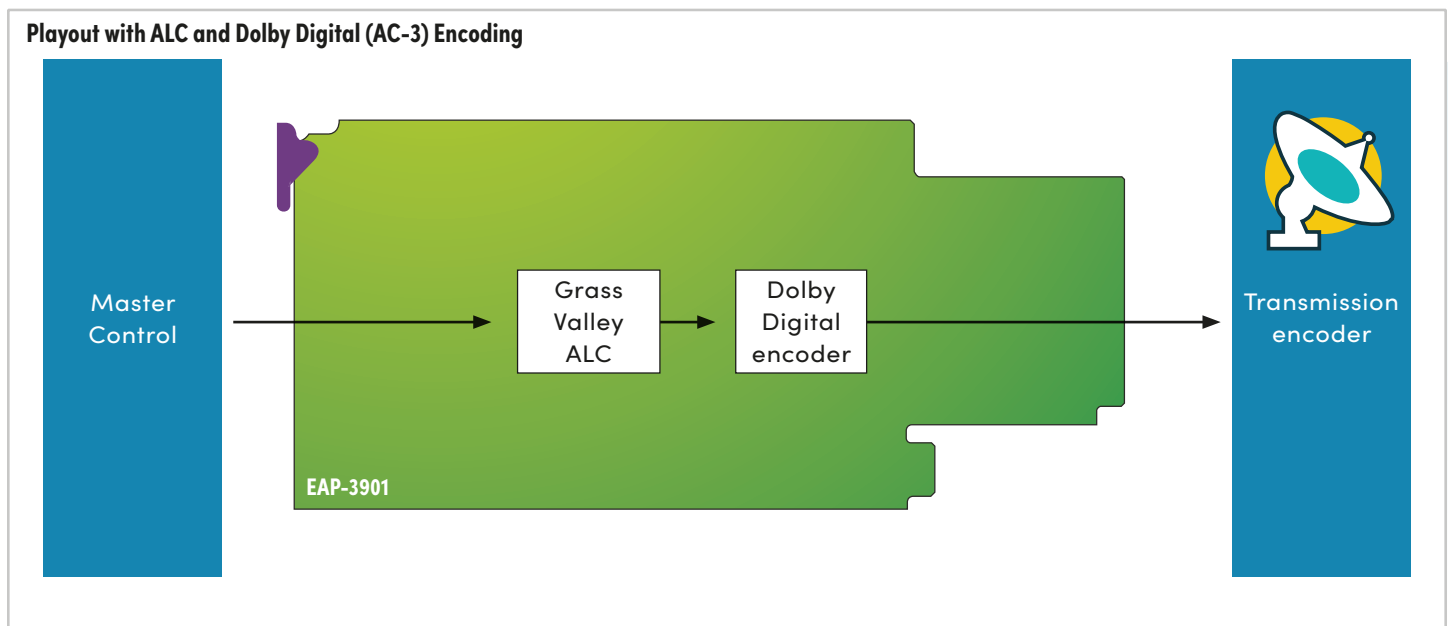 Playout with ALC and Dolby Digital (AC-3) Encoding
Master
Control
Grass
Valley
ALC
Dolby
Digital
encoder
Transmission
encoder
EAP-3901